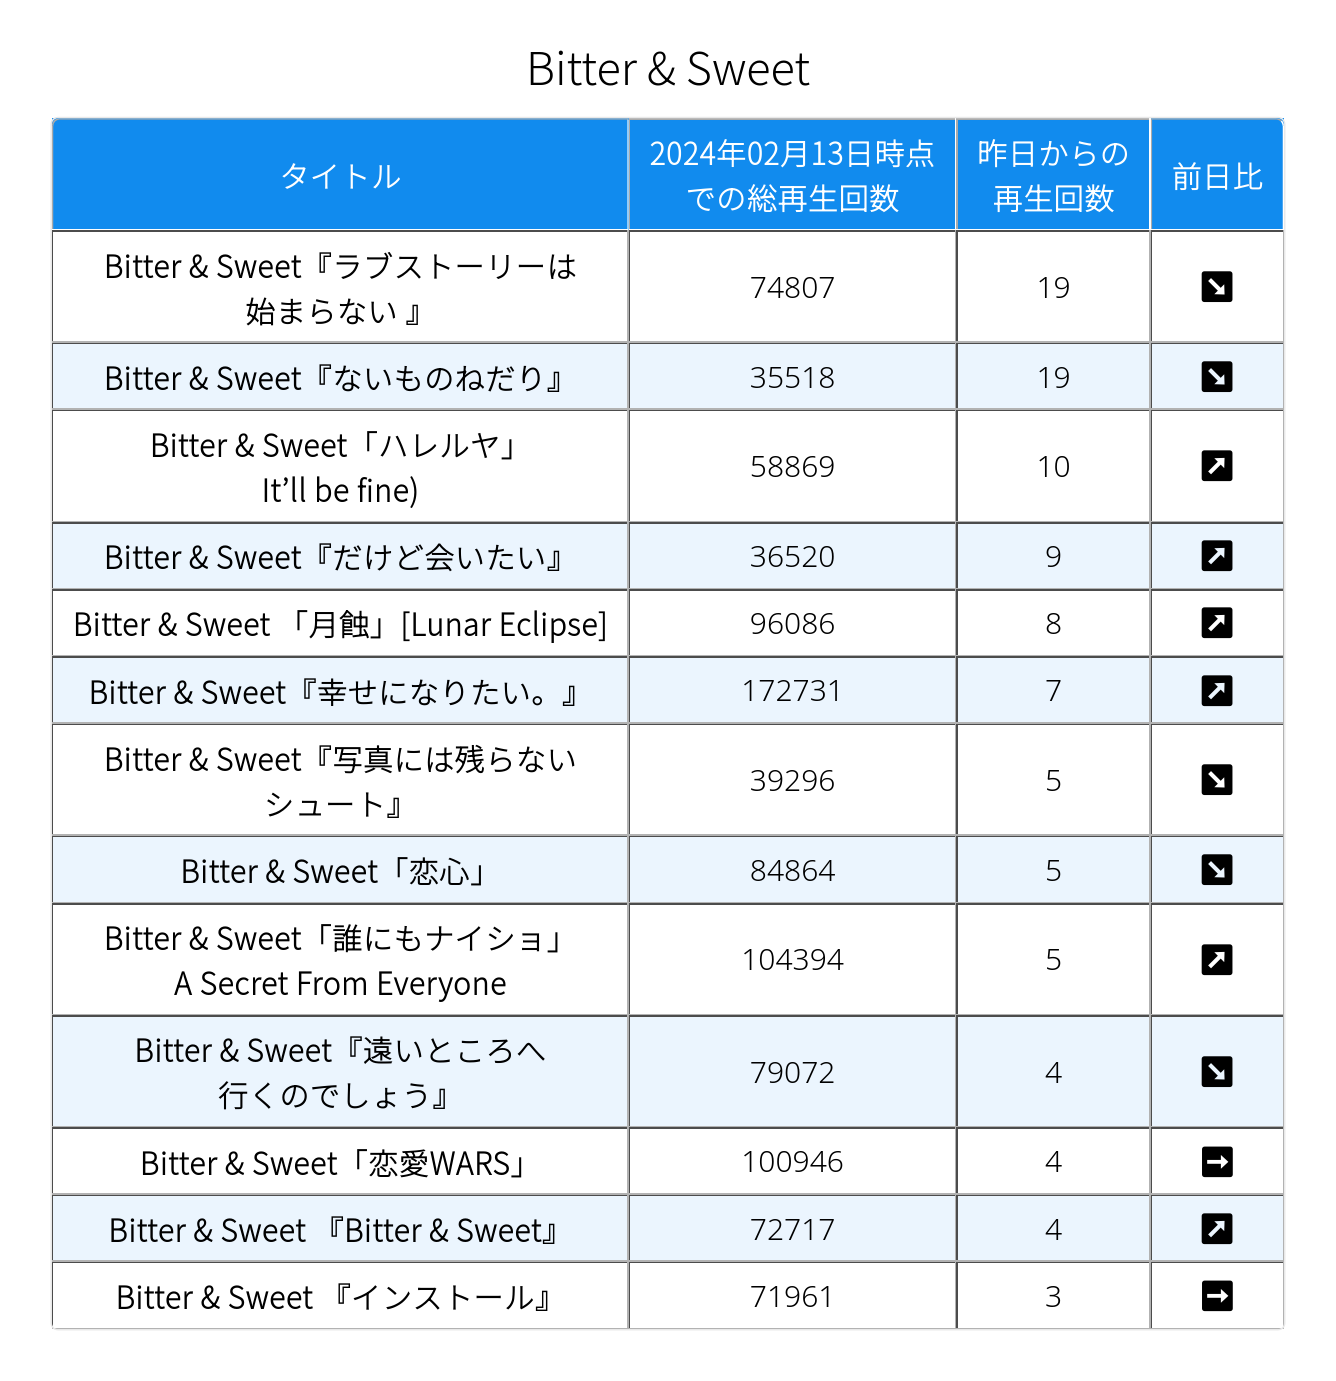 Bitter & Sweet
タイトル
2024年02月13日時点
での総再生回数
昨日からの
再生回数
前日比
Bitter & Sweet『ラブストーリーは
始まらない 』
74807
19
Bitter & Sweet『ないものねだり』
35518
19
Bitter & Sweet「ハレルヤ」
It’ll be fine)
58869
10
Bitter & Sweet『だけど会いたい』
36520
9
Bitter & Sweet 「月蝕」[Lunar Eclipse]
96086
8
Bitter & Sweet『幸せになりたい。』
172731
7
Bitter & Sweet『写真には残らない
シュート』
39296
5
Bitter & Sweet「恋心」
84864
5
Bitter & Sweet「誰にもナイショ」
A Secret From Everyone
104394
5
Bitter & Sweet『遠いところへ
行くのでしょう』
79072
4
Bitter & Sweet「恋愛WARS」
100946
4
Bitter & Sweet 『Bitter & Sweet』
72717
4
Bitter & Sweet 『インストール』
71961
3